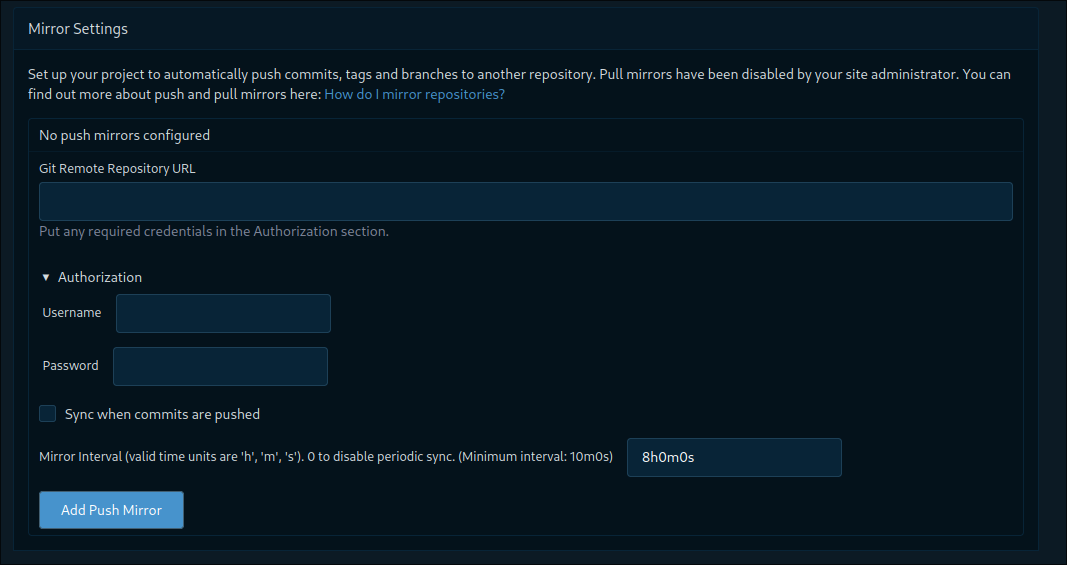 Mirror Settings
Set up your project to automatically push commits, tags and branches to another repository. Pull mirrors have been disabled by your site administrator. You can
find out more about push and pull mirrors here: How do I mirror repositories?
No push mirrors configured
Git Remote Repository URL
Put any required credentials in the Authorization section.
▼ Authorization
Username
Password
Sync when commits are pushed
Mirror Interval (valid time units are 'h', 'm', 's'). 0 to disable periodic sync. (Minimum interval: 10m0s) 8h0m0s
Add Push Mirror